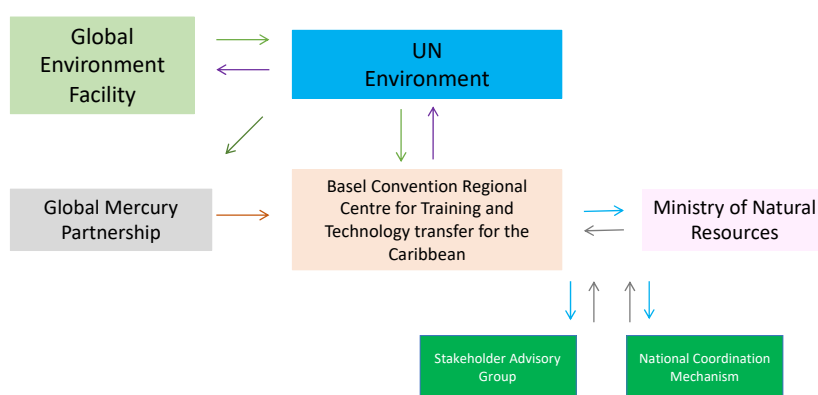 Global
Environment
Facility
UN
Environment
Global Mercury
Partnership
Basel Convention Regional
Centre for Training and
Technology transfer for the
Caribbean
Ministry of Natural
Resources
Stakeholder Advisory
Group
National Coordination
Mechanism